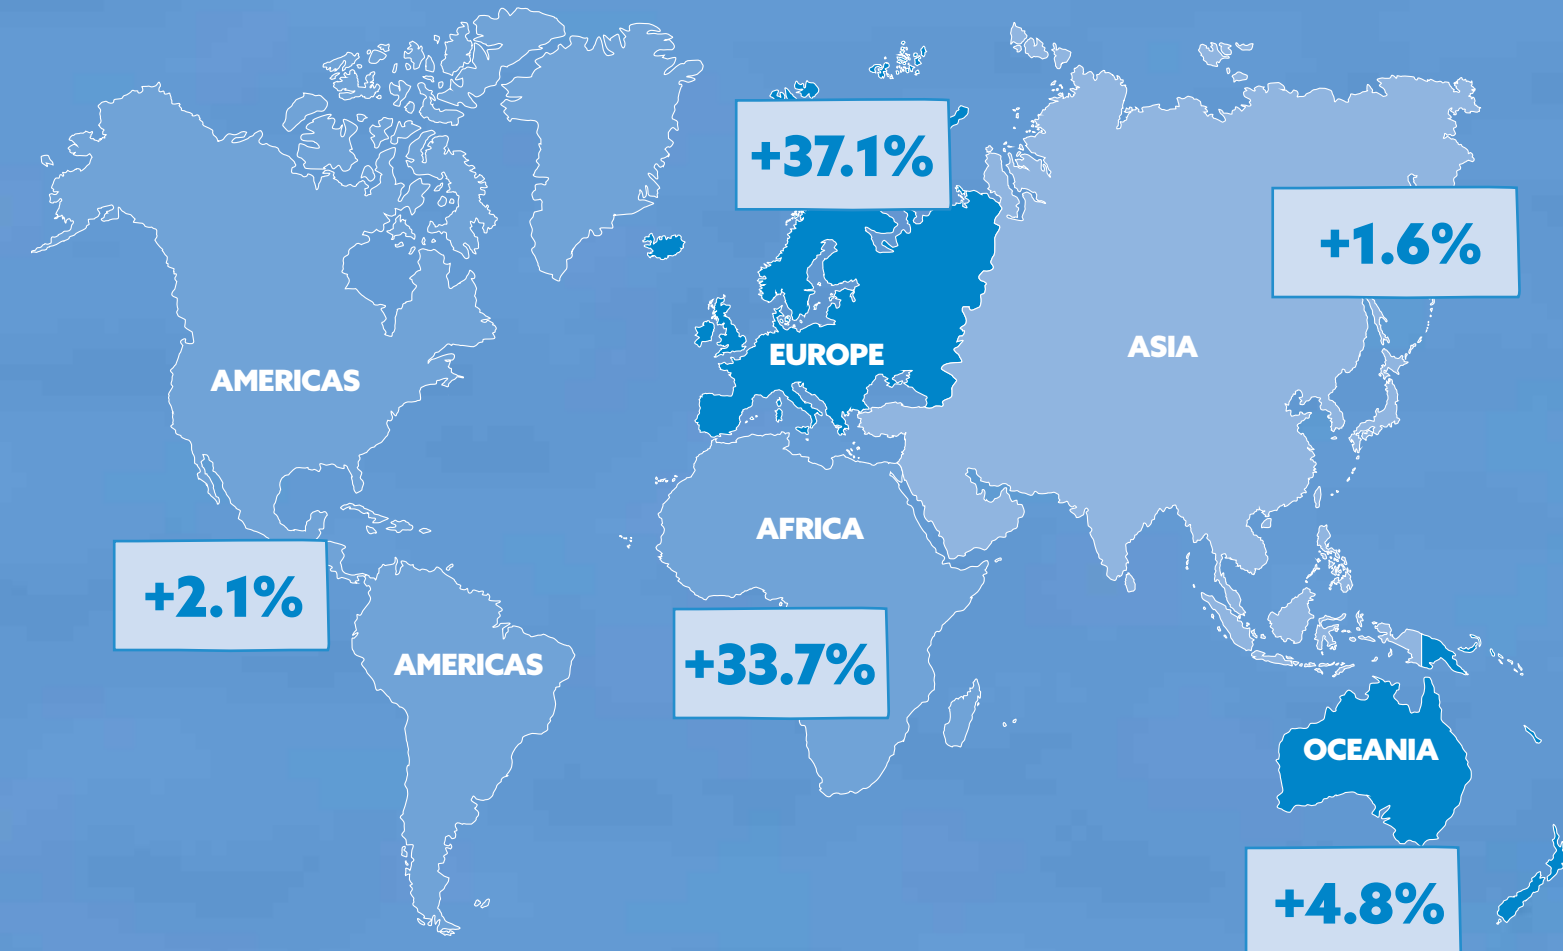 +37.1%
+1.6%
EUROPE
ASIA
AMERICAS
AFRICA
+2.1%
+33.7%
AMERICAS
OCEANIA
+4.8%